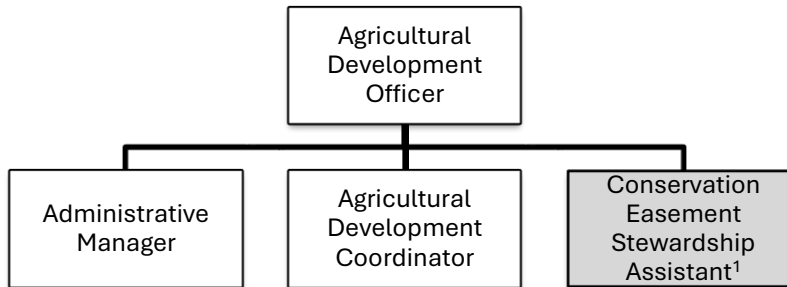 Agricultural
Development
Officer
Administrative
Manager
Agricultural
Development
Coordinator
Conservation
Easement
Stewardship
Assistant¹